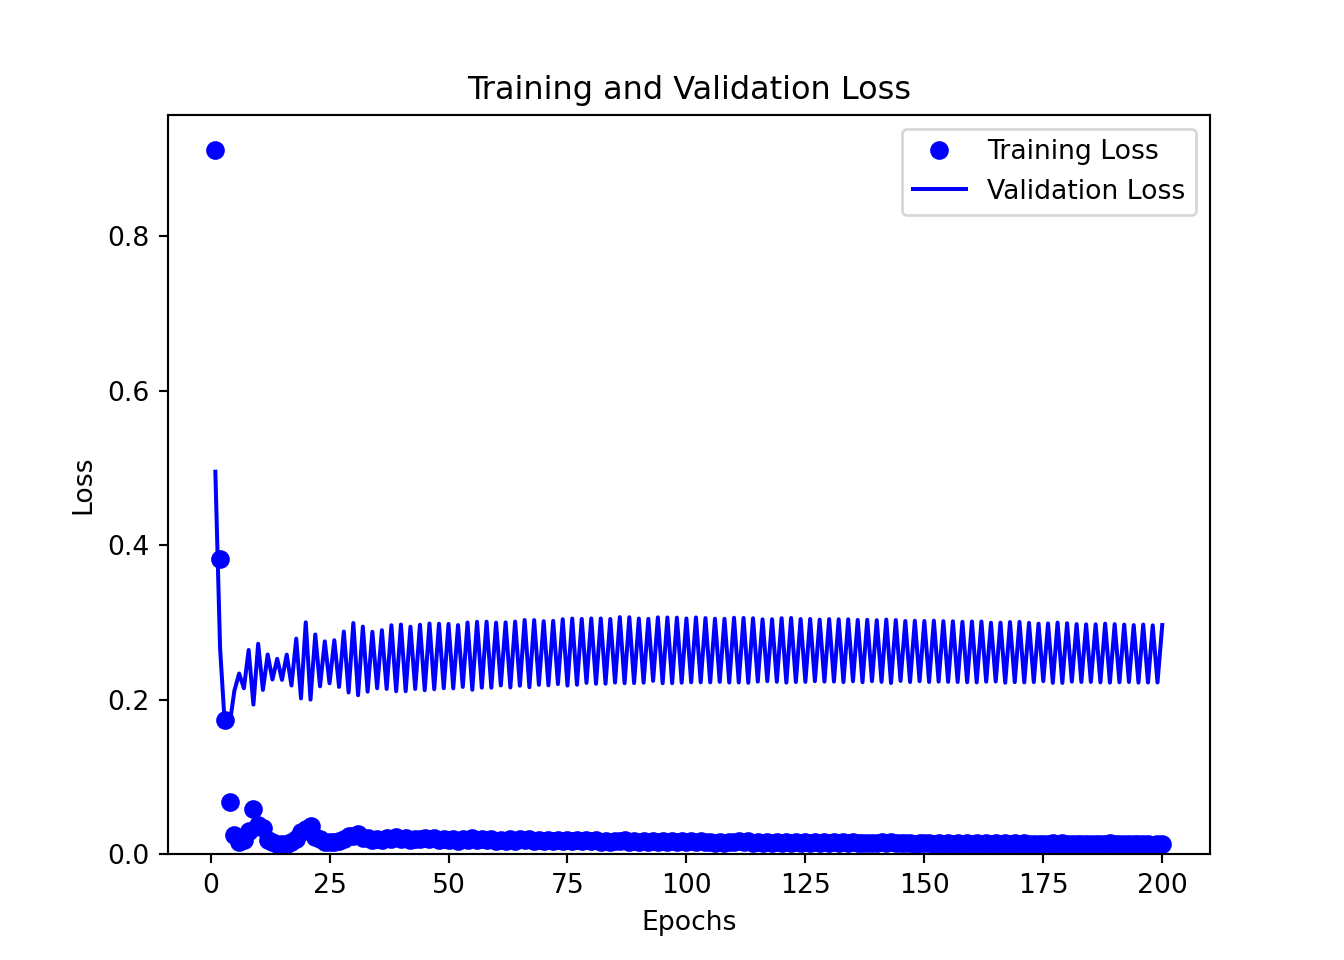 Training and Validation Loss
Training Loss
Validation Loss
0.8
0.6
0.4
0.2
0.0
Loss
0 25 50 75 100 125 150 175 200
Epochs